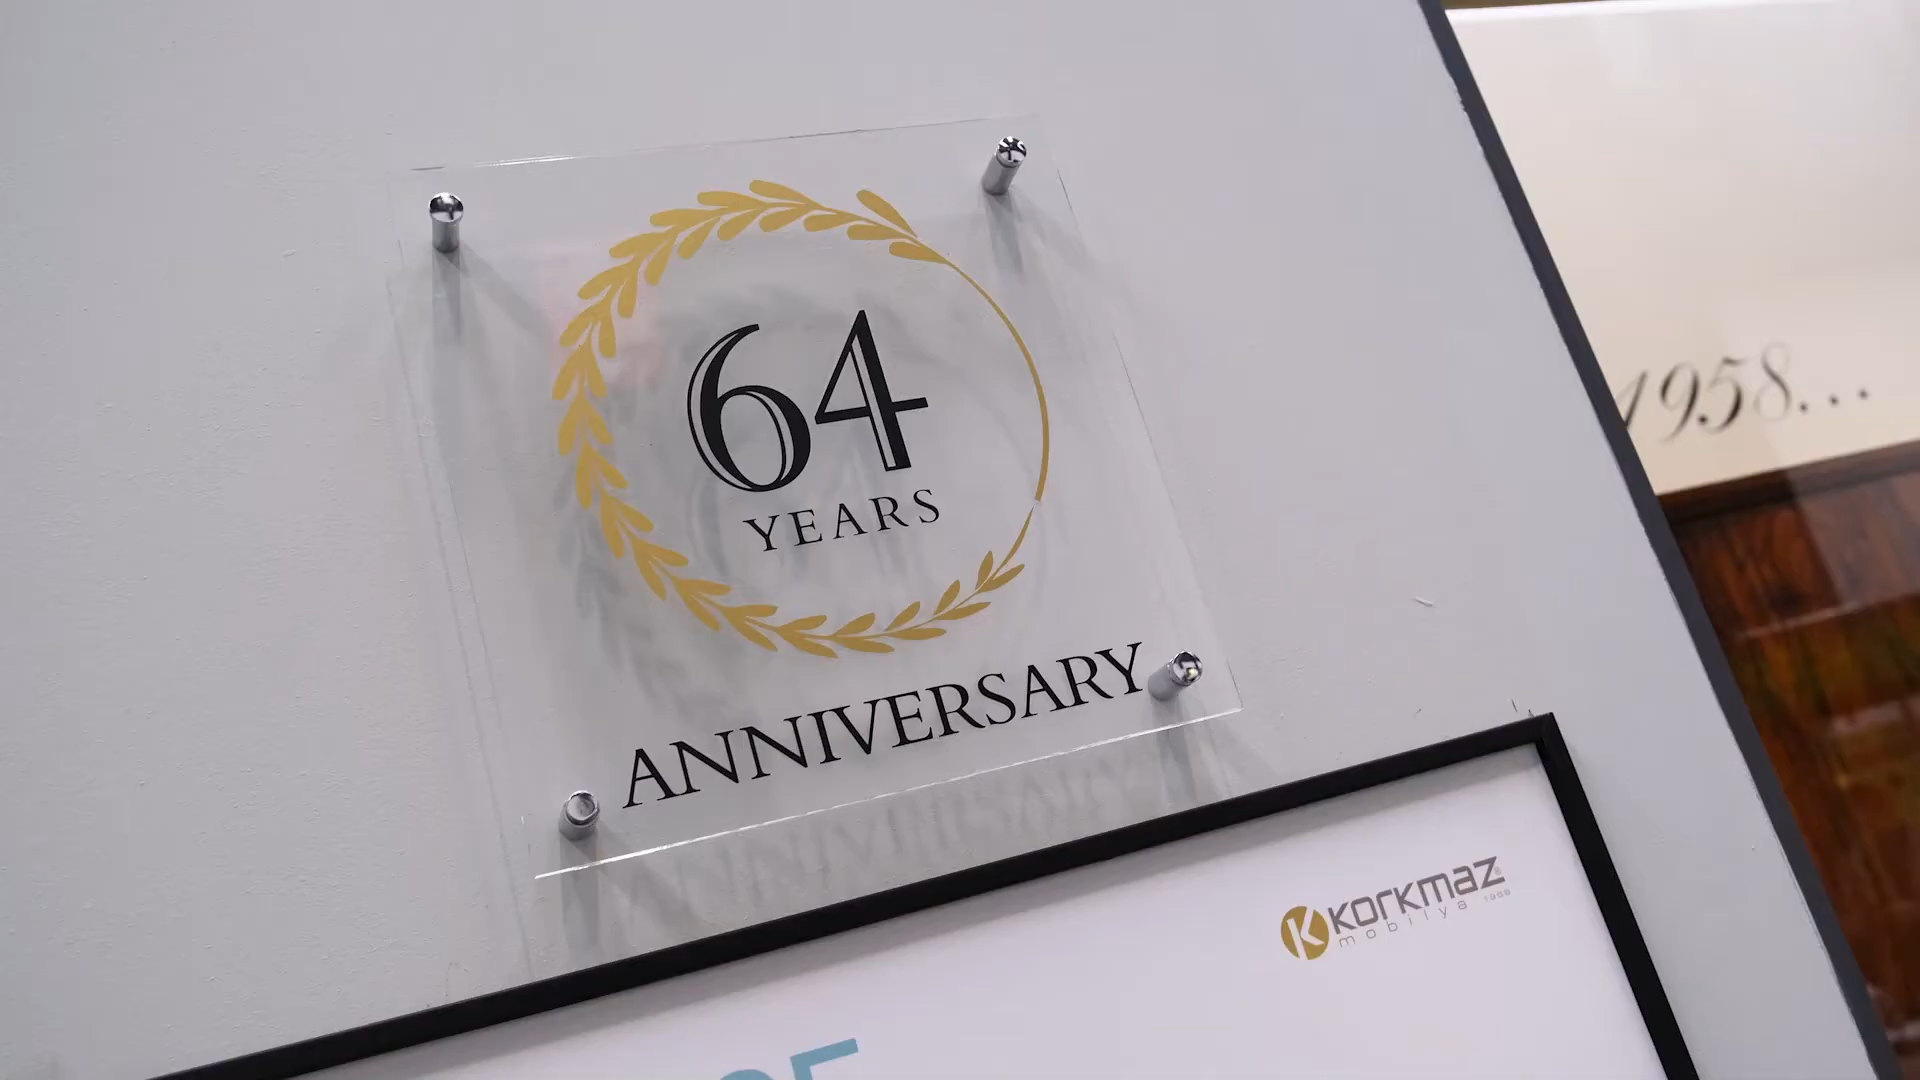 64
YEARS
ANNIVERSARY
1958...
K KORKMAZ
mobilya 1958